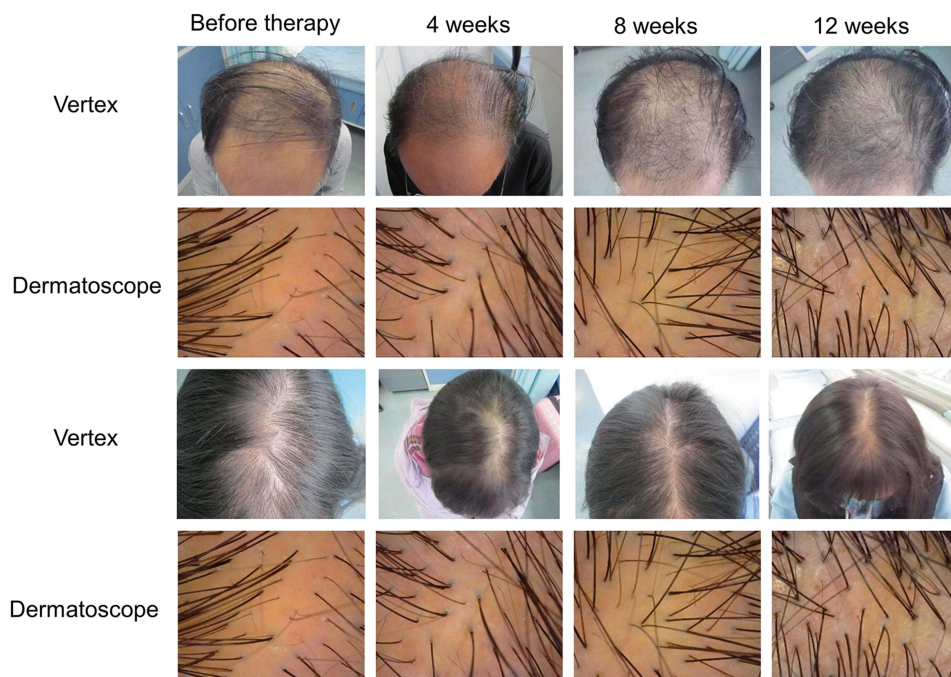 Before therapy
4 weeks
8 weeks
12 weeks
Vertex
Dermatoscope
Vertex
Dermatoscope